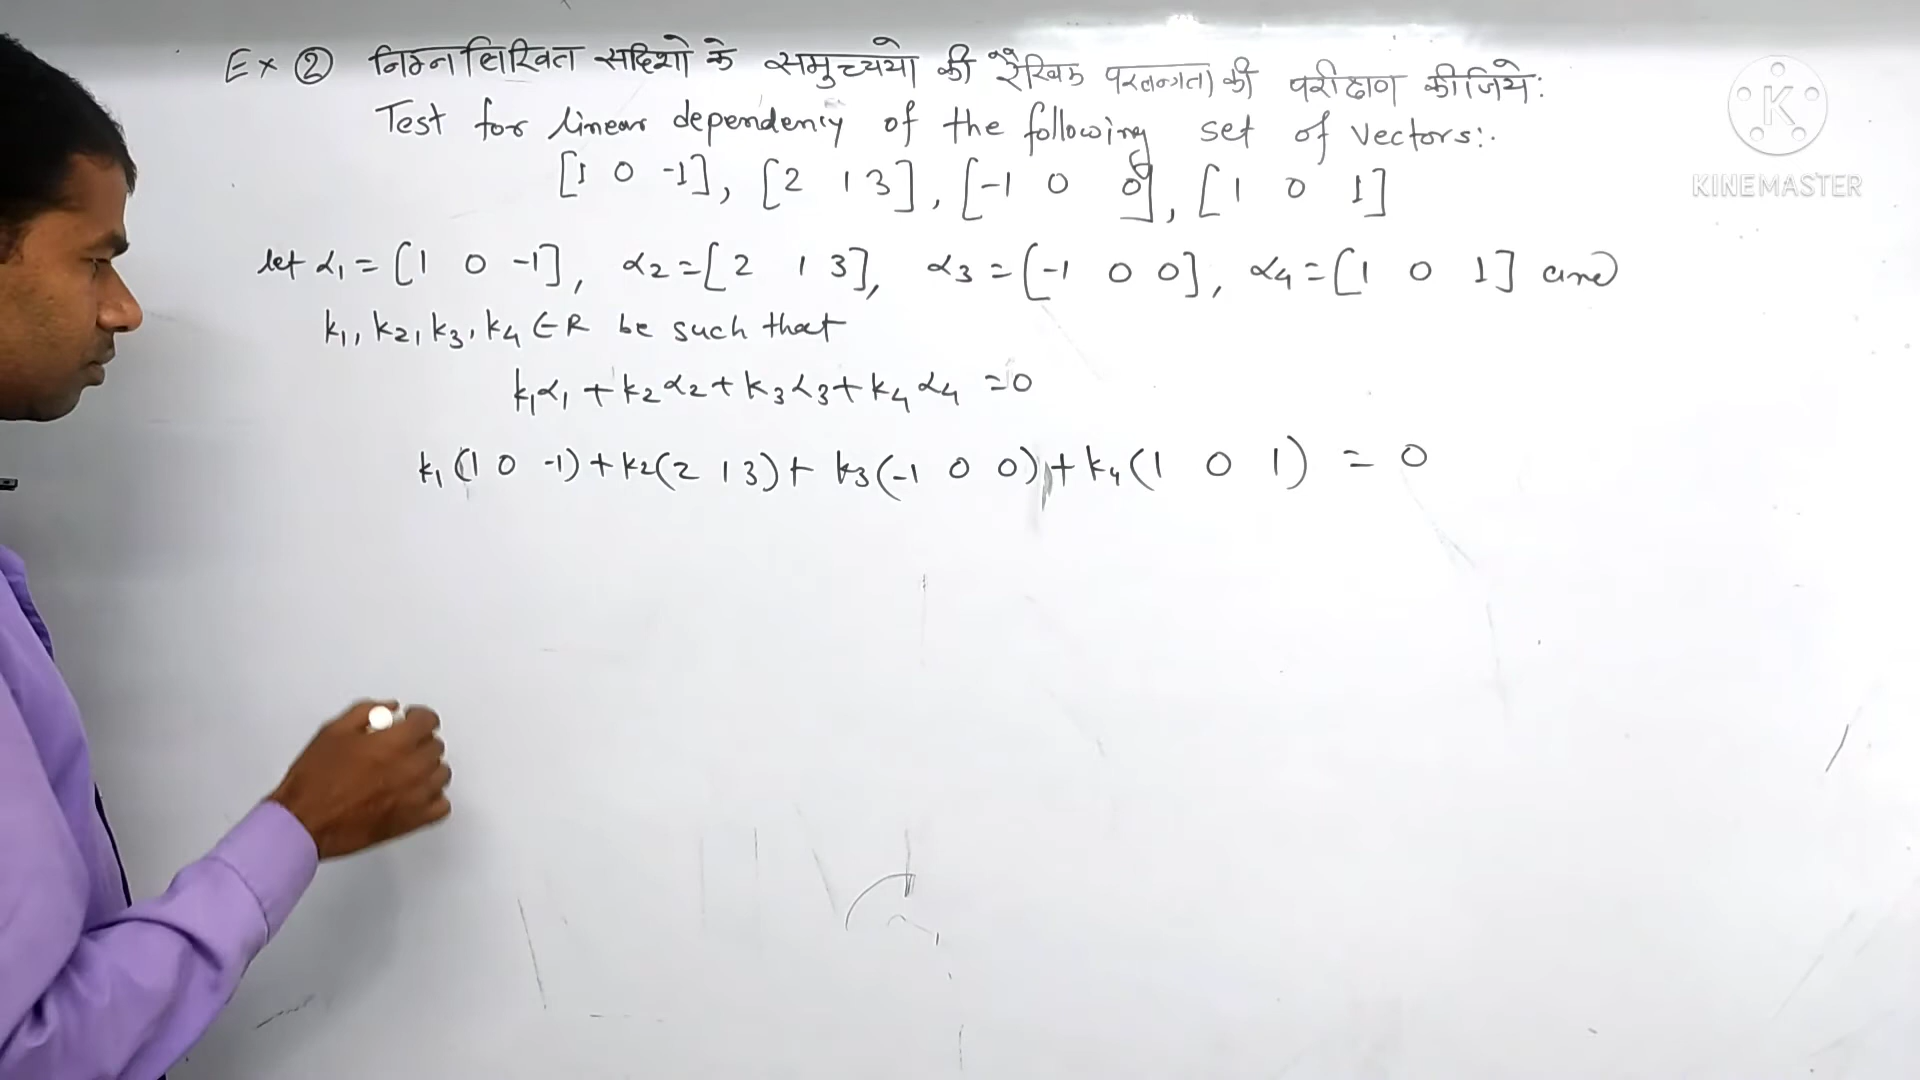 Ex ② निम्नलिखित सदिशो के समुच्चयो की रैखिक परतन्त्रता की परीक्षण कीजिये:
Test for linear dependency of the following set of vectors:.
[1 0 -1], [2 1 3], [-1 0 0], [1 0 1]
let α1 = [1 0 -1], α2 = [2 1 3], α3 = [-1 0 0], α4 = [1 0 1] and
k1, k2, k3, k4 ∈ R be such that
k1α1 + k2α2 + k3α3 + k4α4 = 0
k1(1 0 -1) + k2(2 1 3) + k3(-1 0 0) + k4(1 0 1) = 0
K
KINEMASTER